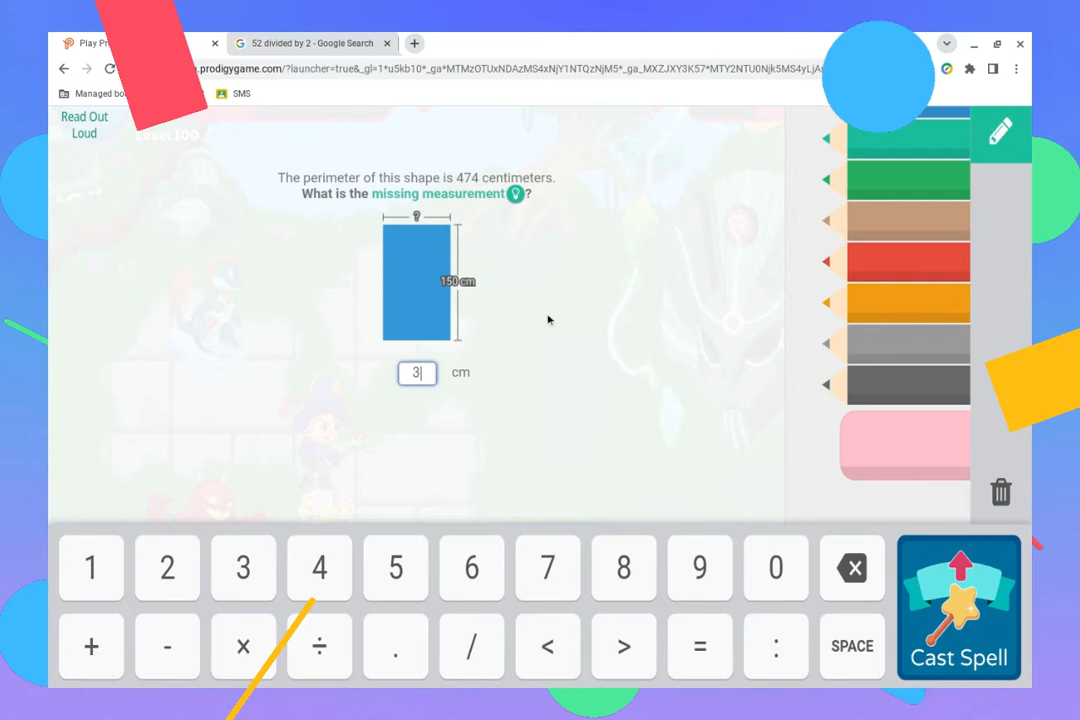 Play Pr
52 divided by 2 - Google Search
.prodigygame.com/?launcher=true&_gl=1*u5kb10*_ga*MTMzOTUxNDAzMS4xNjY1NTQzNjM5*_ga_MXZJXY3K57*MTY2NTU0Njk5MS4yLjA
Managed bo
SMS
Read Out
Loud
Level 100
The perimeter of this shape is 474 centimeters.
What is the missing measurement ?
?
150 cm
3 cm
1 2 3 4 5 6 7 8 9 0
+ - × ÷ . / < > = : SPACE
Cast Spell